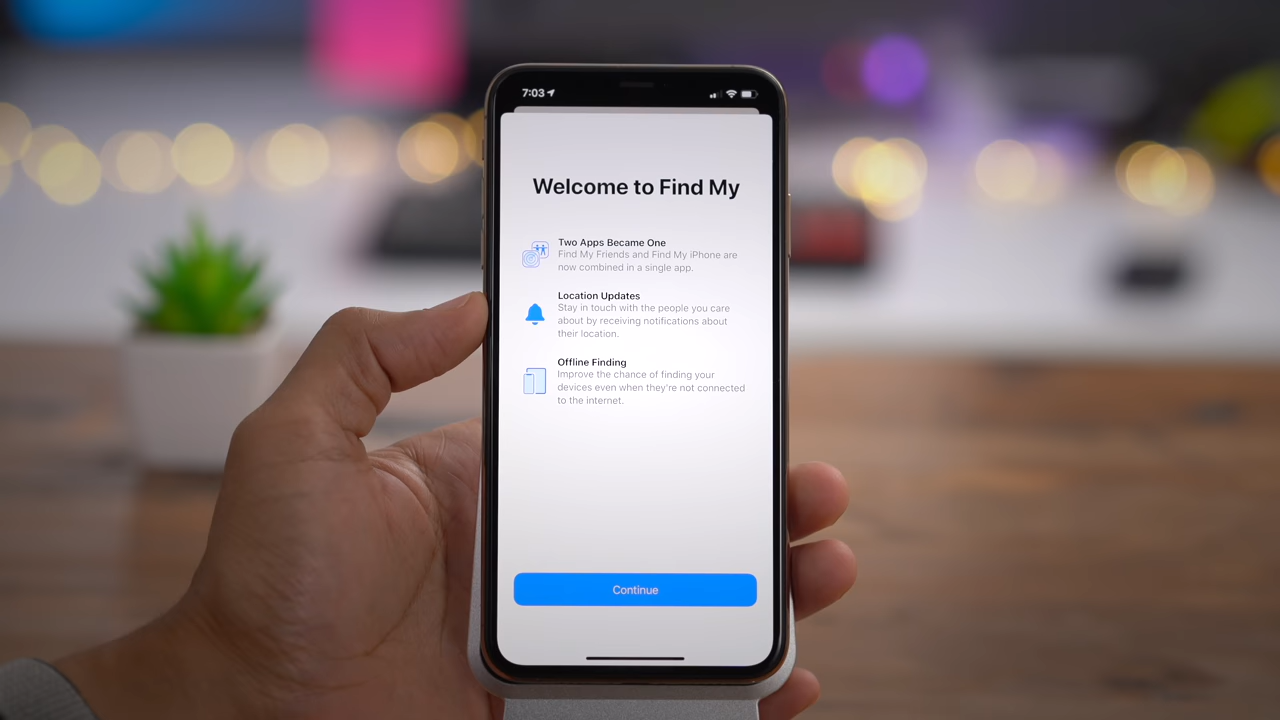 7:03
Welcome to Find My
Two Apps Became One
Find My Friends and Find My iPhone are
now combined in a single app.
Location Updates
Stay in touch with the people you care
about by receiving notifications about
their location.
Offline Finding
Improve the chance of finding your
devices even when they're not connected
to the internet.
Continue